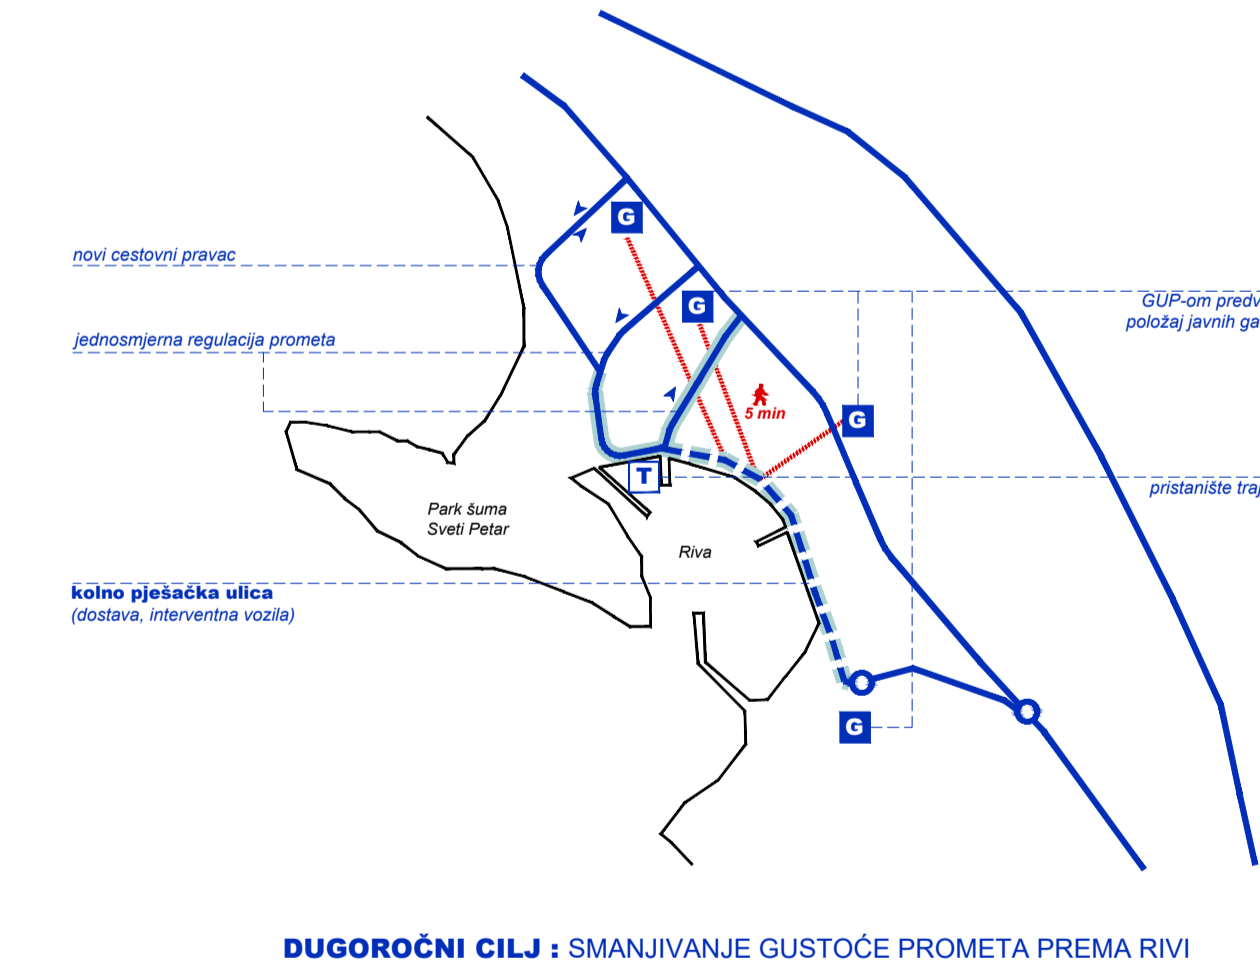 G
novi cestovni pravac
G
GUP-om predv
položaj javnih ga
jednosmjerna regulacija prometa
5 min
G
T
pristanište traj
Park šuma
Sveti Petar
Riva
kolno pješačka ulica
(dostava, interventna vozila)
G
DUGOROČNI CILJ : SMANJIVANJE GUSTOĆE PROMETA PREMA RIVI